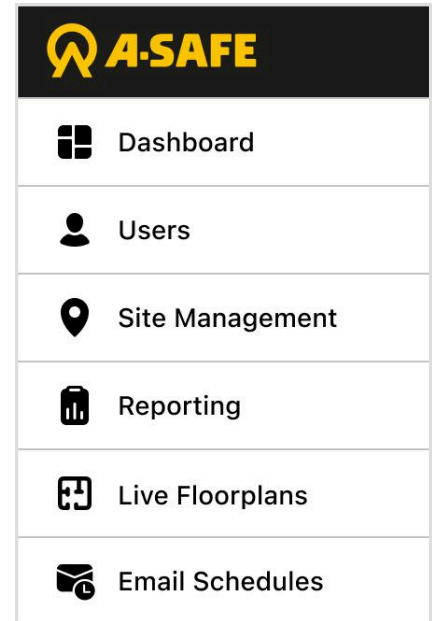 A-SAFE
Dashboard
Users
Site Management
Reporting
Live Floorplans
Email Schedules